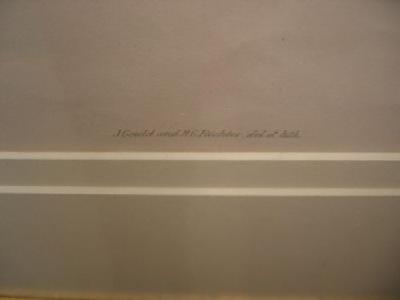 J Gould and H C Richter, del et lith.